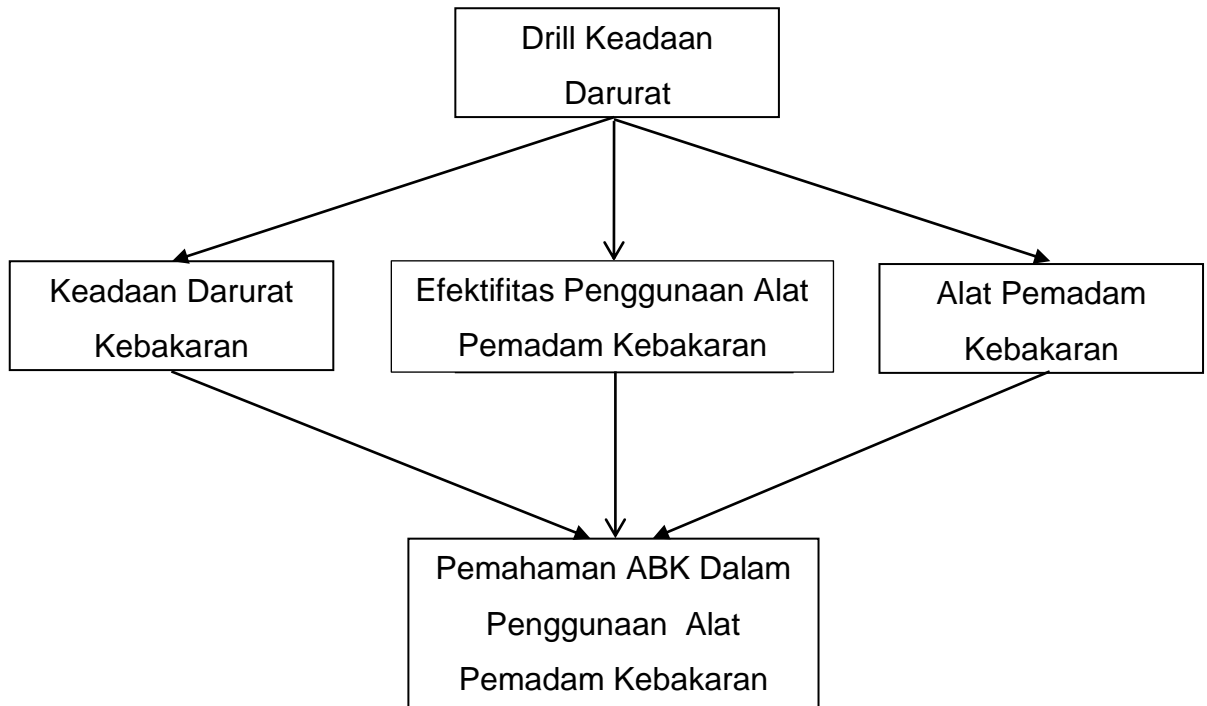 Drill Keadaan
Darurat
Keadaan Darurat
Kebakaran
Efektifitas Penggunaan Alat
Pemadam Kebakaran
Alat Pemadam
Kebakaran
Pemahaman ABK Dalam
Penggunaan Alat
Pemadam Kebakaran